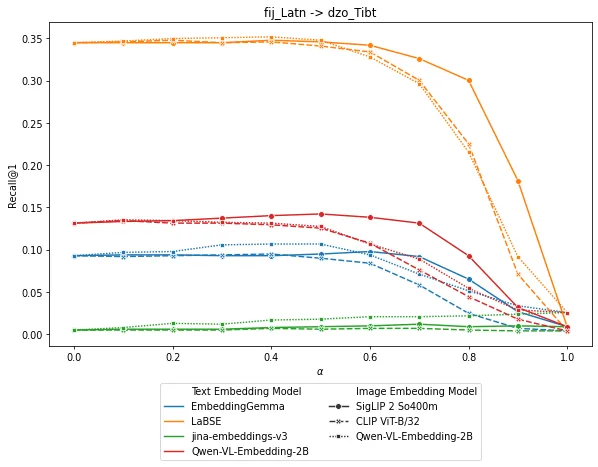 fij_Latn -> dzo_Tibt
0.35
0.30
0.25
0.20
0.15
0.10
0.05
0.00
Recall@1
0.0 0.2 0.4 0.6 0.8 1.0
α
Text Embedding Model Image Embedding Model
EmbeddingGemma SigLIP 2 So400m
LaBSE CLIP ViT-B/32
jina-embeddings-v3 Qwen-VL-Embedding-2B
Qwen-VL-Embedding-2B